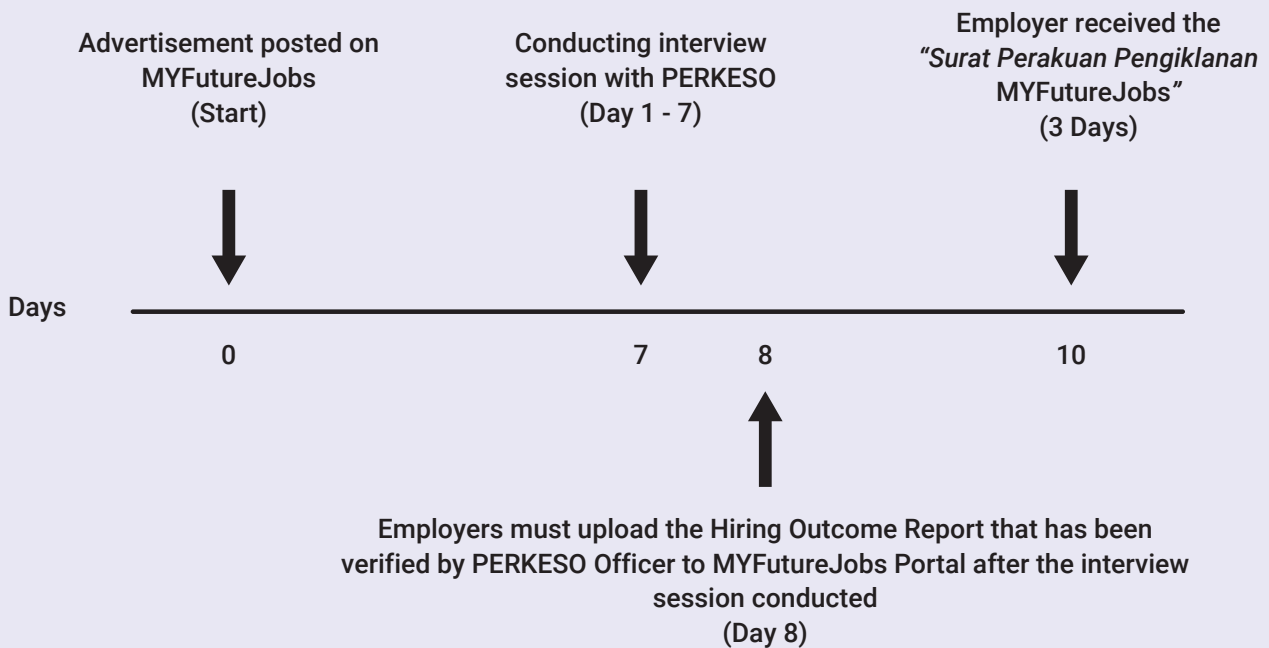 Advertisement posted on
MYFutureJobs
(Start)
Conducting interview
session with PERKESO
(Day 1 - 7)
Employer received the
“Surat Perakuan Pengiklanan
MYFutureJobs”
(3 Days)
Days
0
7
8
10
Employers must upload the Hiring Outcome Report that has been
verified by PERKESO Officer to MYFutureJobs Portal after the interview
session conducted
(Day 8)